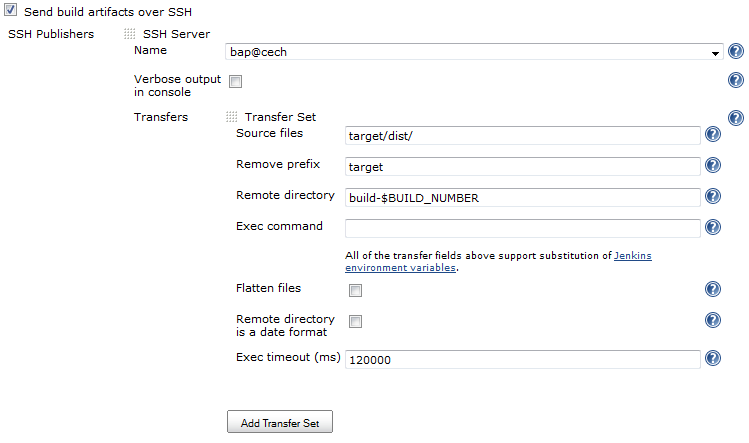 Send build artifacts over SSH
SSH Publishers
SSH Server
Name
bap@cech
Verbose output
in console
Transfers
Transfer Set
Source files
target/dist/
Remove prefix
target
Remote directory
build-$BUILD_NUMBER
Exec command
All of the transfer fields above support substitution of Jenkins
environment variables.
Flatten files
Remote directory
is a date format
Exec timeout (ms)
120000
Add Transfer Set